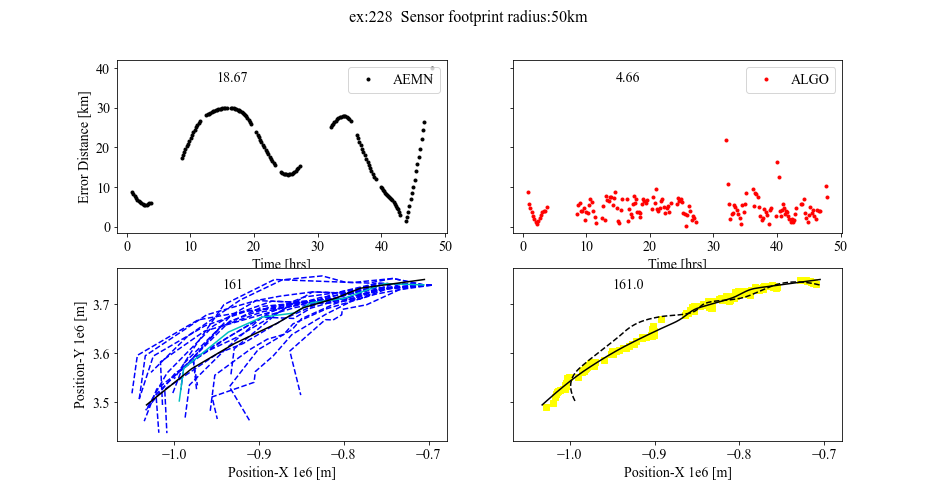 ex:228  Sensor footprint radius:50km
18.67
AEMN
4.66
ALGO
Error Distance [km]
40
30
20
10
0
0 10 20 30 40 50
0 10 20 30 40 50
Time [hrs]
Time [hrs]
161
161.0
Position-Y 1e6 [m]
3.7
3.6
3.5
−1.0 −0.9 −0.8 −0.7
−1.0 −0.9 −0.8 −0.7
Position-X 1e6 [m]
Position-X 1e6 [m]